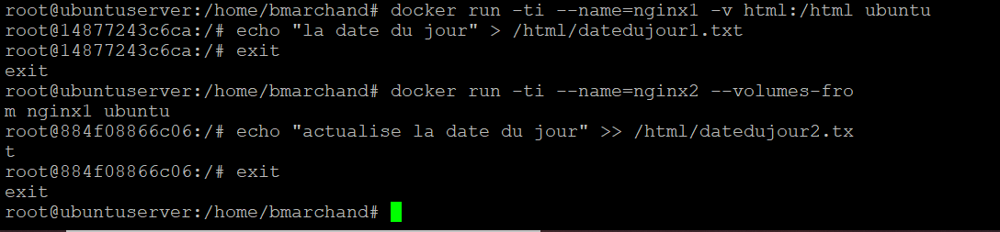 root@ubuntuserver:/home/bmarchand# docker run -ti --name=nginx1 -v html:/html ubuntu
root@14877243c6ca:/# echo "la date du jour" > /html/datedujour1.txt
root@14877243c6ca:/# exit
exit
root@ubuntuserver:/home/bmarchand# docker run -ti --name=nginx2 --volumes-fro
m nginx1 ubuntu
root@884f08866c06:/# echo "actualise la date du jour" >> /html/datedujour2.tx
t
root@884f08866c06:/# exit
exit
root@ubuntuserver:/home/bmarchand#